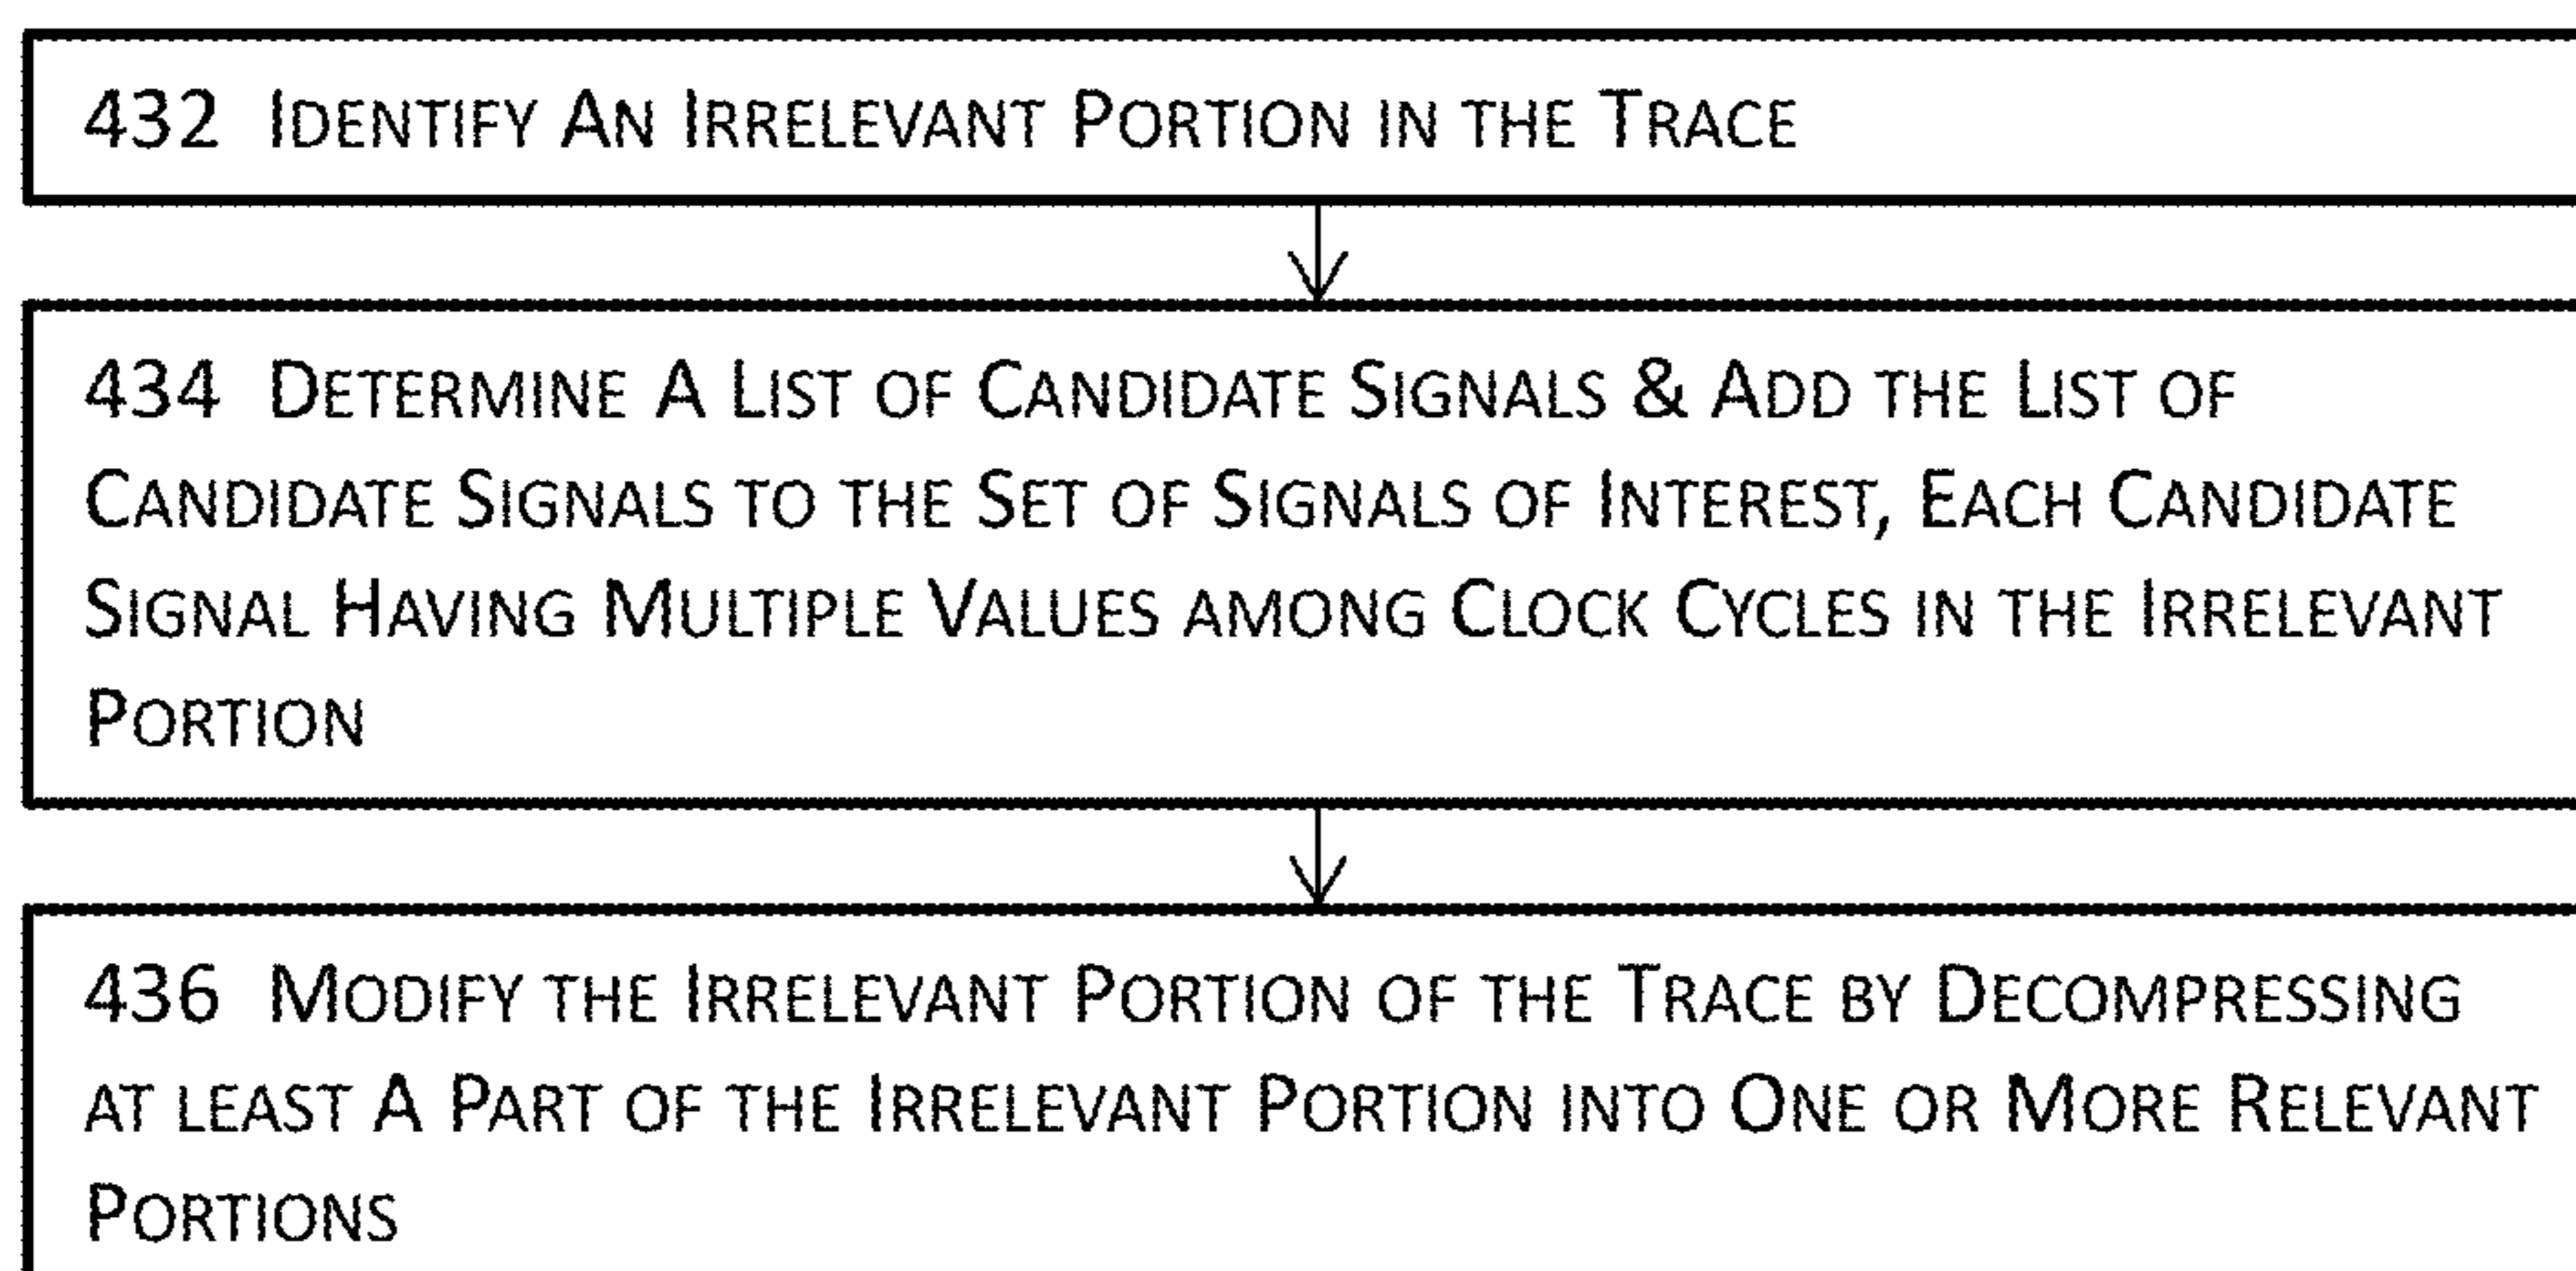 432 Identify An Irrelevant Portion in the Trace
434 Determine A List of Candidate Signals & Add the List of
Candidate Signals to the Set of Signals of Interest, Each Candidate
Signal Having Multiple Values among Clock Cycles in the Irrelevant
Portion
436 Modify the Irrelevant Portion of the Trace by Decompressing
at least A Part of the Irrelevant Portion into One or More Relevant
Portions